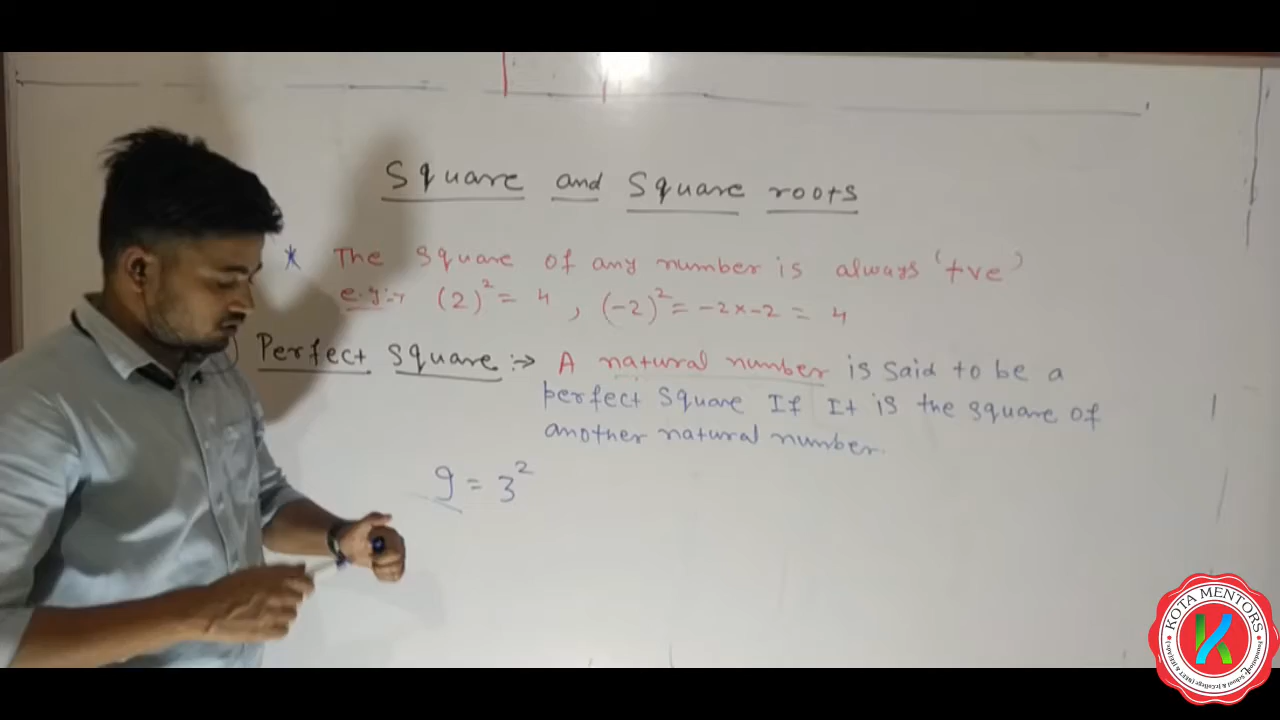 Square and Square roots
* The square of any number is always '+ve'
e.g:→ (2)² = 4 , (-2)² = -2×-2 = 4
) Perfect Square :→ A natural number is said to be a
perfect square If It is the square of
another natural number.
9 = 3²
KOTA MENTORS